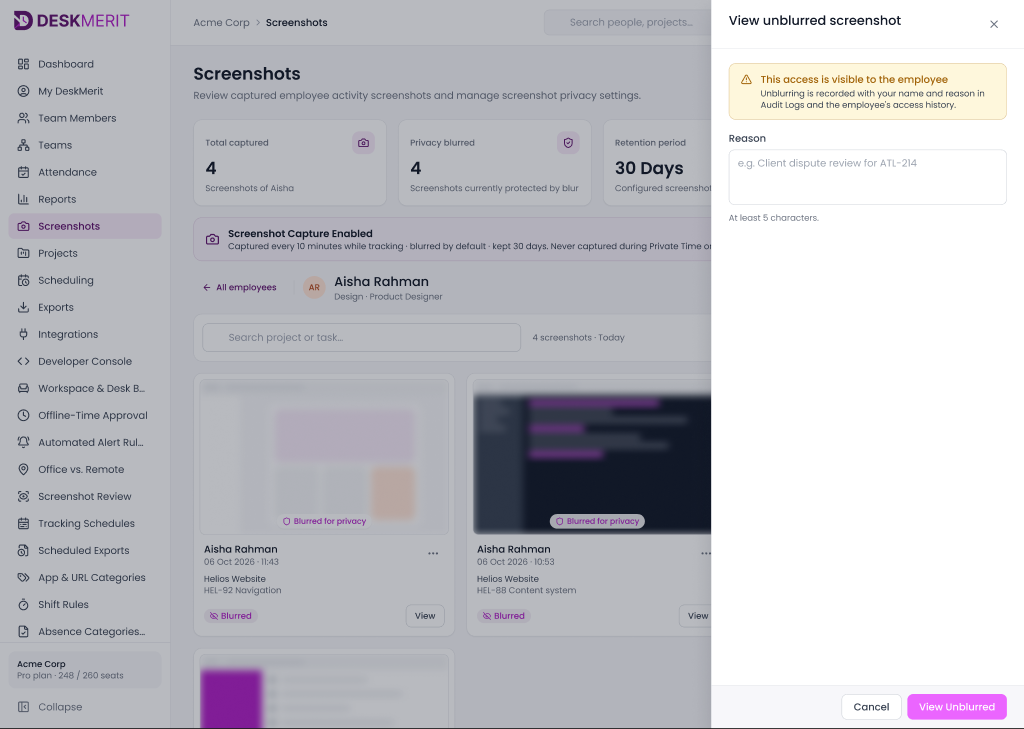 DESKMERIT
Dashboard
My DeskMerit
Team Members
Teams
Attendance
Reports
Screenshots
Projects
Scheduling
Exports
Integrations
Developer Console
Workspace & Desk B...
Offline-Time Approval
Automated Alert Rul...
Office vs. Remote
Screenshot Review
Tracking Schedules
Scheduled Exports
App & URL Categories
Shift Rules
Absence Categories...
Acme Corp
Pro plan · 248 / 260 seats
Collapse
Acme Corp > Screenshots
Search people, projects...
Screenshots
Review captured employee activity screenshots and manage screenshot privacy settings.
Total captured
4
Screenshots of Aisha
Privacy blurred
4
Screenshots currently protected by blur
Retention period
30 Days
Configured screenshot
Screenshot Capture Enabled
Captured every 10 minutes while tracking · blurred by default · kept 30 days. Never captured during Private Time or
← All employees
AR
Aisha Rahman
Design · Product Designer
Search project or task...
4 screenshots · Today
Blurred for privacy
Aisha Rahman
06 Oct 2026 · 11:43
Helios Website
HEL-92 Navigation
Blurred
View
Blurred for privacy
Aisha Rahman
06 Oct 2026 · 10:53
Helios Website
HEL-88 Content system
Blurred
View
View unblurred screenshot
This access is visible to the employee
Unblurring is recorded with your name and reason in
Audit Logs and the employee's access history.
Reason
e.g. Client dispute review for ATL-214
At least 5 characters.
Cancel
View Unblurred